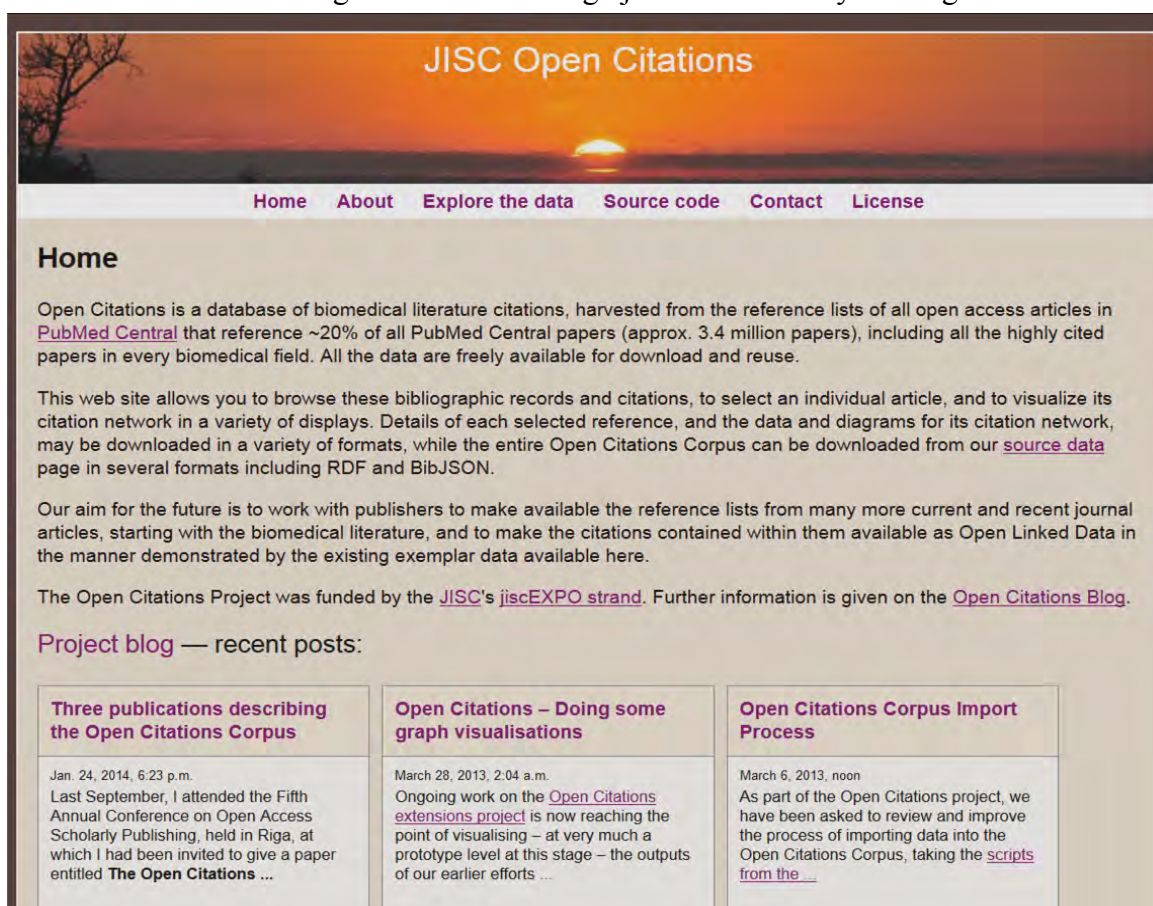 JISC Open Citations
Home About Explore the data Source code Contact License
Home
Open Citations is a database of biomedical literature citations, harvested from the reference lists of all open access articles in
PubMed Central that reference ~20% of all PubMed Central papers (approx. 3.4 million papers), including all the highly cited
papers in every biomedical field. All the data are freely available for download and reuse.
This web site allows you to browse these bibliographic records and citations, to select an individual article, and to visualize its
citation network in a variety of displays. Details of each selected reference, and the data and diagrams for its citation network,
may be downloaded in a variety of formats, while the entire Open Citations Corpus can be downloaded from our source data
page in several formats including RDF and BibJSON.
Our aim for the future is to work with publishers to make available the reference lists from many more current and recent journal
articles, starting with the biomedical literature, and to make the citations contained within them available as Open Linked Data in
the manner demonstrated by the existing exemplar data available here.
The Open Citations Project was funded by the JISC's jiscEXPO strand. Further information is given on the Open Citations Blog.
Project blog — recent posts:
Three publications describing
the Open Citations Corpus
Jan. 24, 2014, 6:23 p.m.
Last September, I attended the Fifth
Annual Conference on Open Access
Scholarly Publishing, held in Riga, at
which I had been invited to give a paper
entitled The Open Citations ...
Open Citations – Doing some
graph visualisations
March 28, 2013, 2:04 a.m.
Ongoing work on the Open Citations
extensions project is now reaching the
point of visualising – at very much a
prototype level at this stage – the outputs
of our earlier efforts ...
Open Citations Corpus Import
Process
March 6, 2013, noon
As part of the Open Citations project, we
have been asked to review and improve
the process of importing data into the
Open Citations Corpus, taking the scripts
from the ...